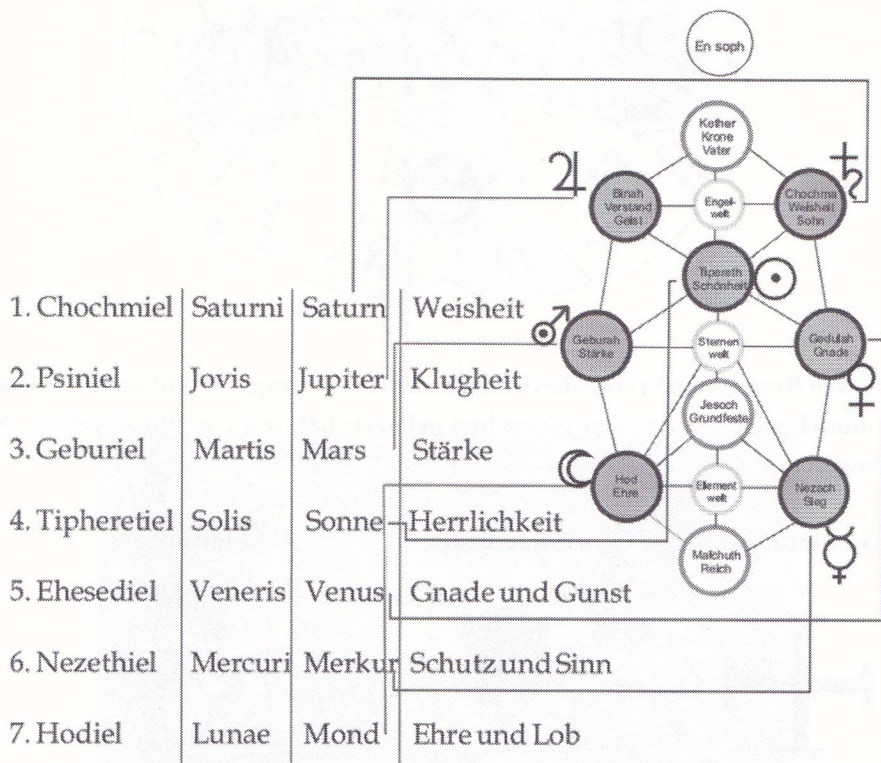 En soph
Kether
Krone
Vater
Binah
Verstand
Geist
Engel-
welt
Chochma
Weisheit
Sohn
Tipereth
Schönheit
Geburah
Stärke
Sternen
welt
Gedulah
Gnade
Jesoch
Grundfeste
Hod
Ehre
Element
welt
Nezach
Sieg
Malchuth
Reich
1. Chochmiel Saturni Saturn Weisheit
2. Psiniel Jovis Jupiter Klugheit
3. Geburiel Martis Mars Stärke
4. Tipheretiel Solis Sonne Herrlichkeit
5. Ehesediel Veneris Venus Gnade und Gunst
6. Nezethiel Mercuri Merkur Schutz und Sinn
7. Hodiel Lunae Mond Ehre und Lob